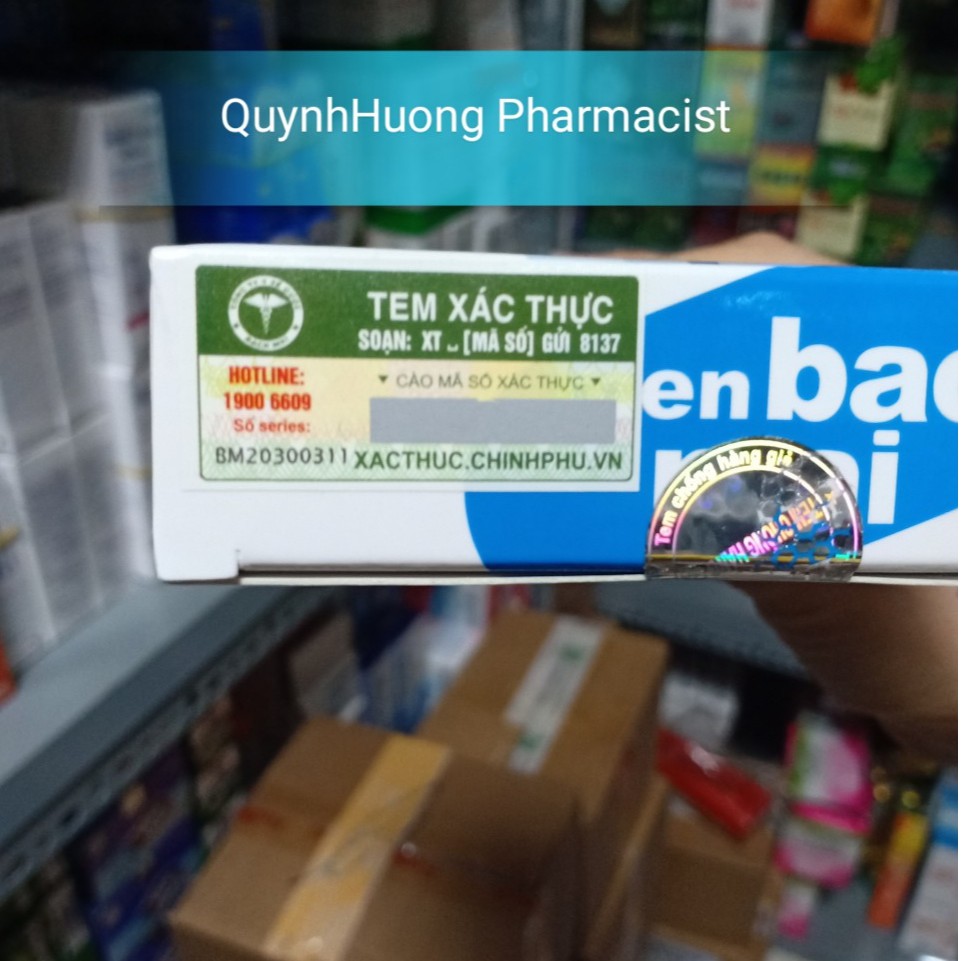 QuynhHuong Pharmacist
TEM XÁC THỰC
SOẠN: XT ⎵ [MÃ SỐ] GỬI 8137
HOTLINE:
1900 6609
▼ CÀO MÃ SỐ XÁC THỰC ▼
Số series:
BM20300311
XACTHUC.CHINHPHU.VN
en bac
Tem chống hàng giả